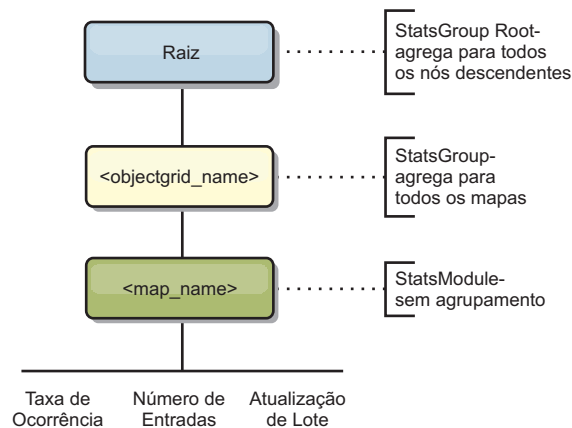 Raiz
StatsGroup Root-
agrega para todos
os nós descendentes
<objectgrid_name>
StatsGroup-
agrega para
todos os mapas
<map_name>
StatsModule-
sem agrupamento
Taxa de
Ocorrência
Número de
Entradas
Atualização
de Lote